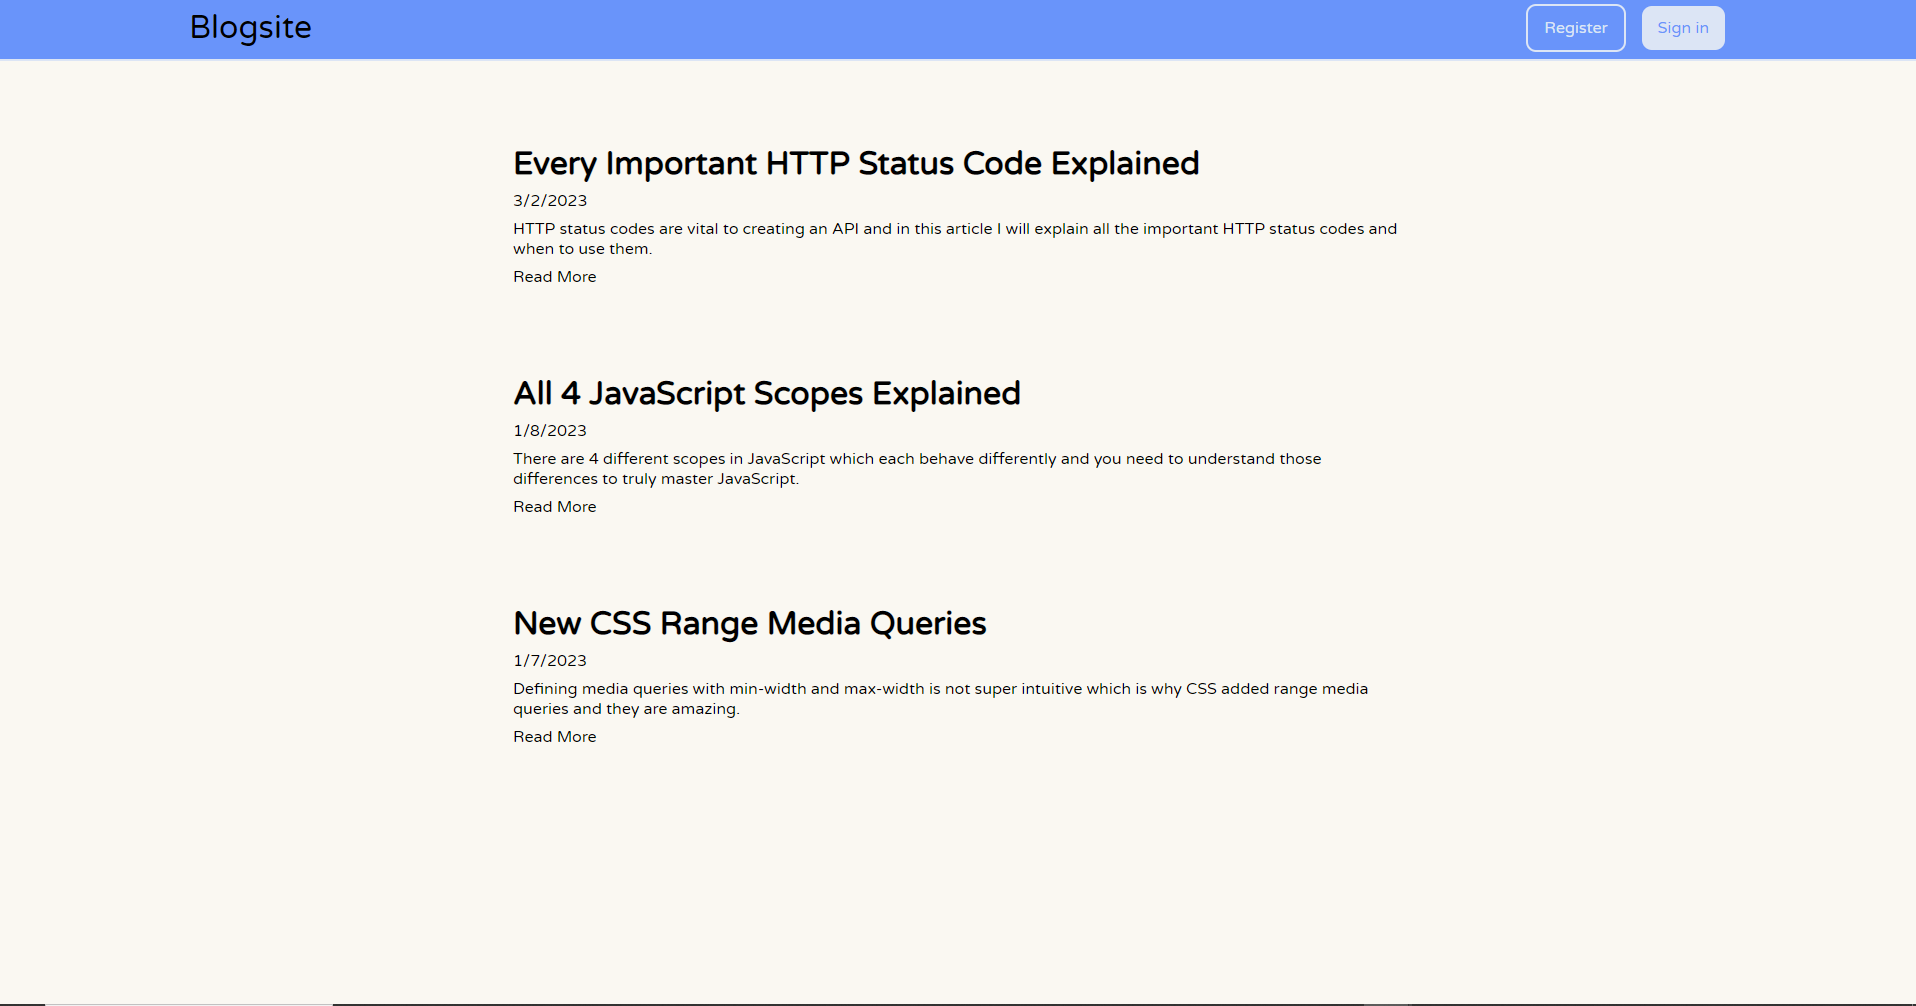 Blogsite
Register
Sign in
Every Important HTTP Status Code Explained
3/2/2023
HTTP status codes are vital to creating an API and in this article I will explain all the important HTTP status codes and
when to use them.
Read More
All 4 JavaScript Scopes Explained
1/8/2023
There are 4 different scopes in JavaScript which each behave differently and you need to understand those
differences to truly master JavaScript.
Read More
New CSS Range Media Queries
1/7/2023
Defining media queries with min-width and max-width is not super intuitive which is why CSS added range media
queries and they are amazing.
Read More